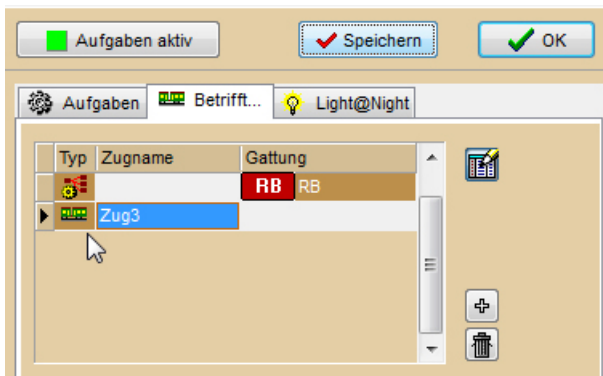 Aufgaben aktiv Speichern OK
Aufgaben Betrifft... Light@Night
Typ Zugname Gattung
RB RB
Zug3